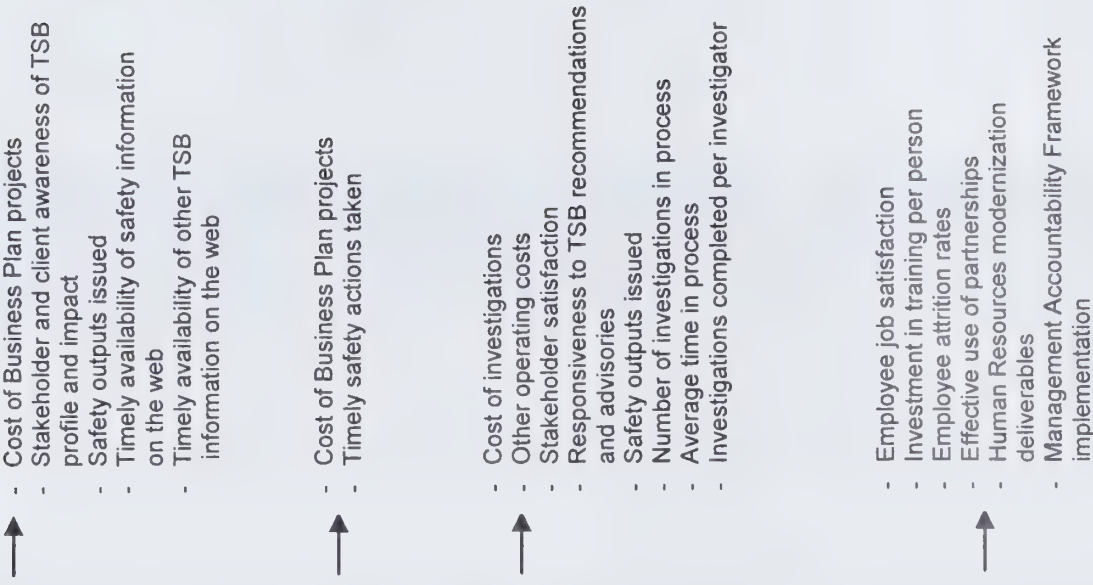 - Cost of Business Plan projects
- Stakeholder and client awareness of TSB
profile and impact
- Safety outputs issued
- Timely availability of safety information
on the web
- Timely availability of other TSB
information on the web
- Cost of Business Plan projects
- Timely safety actions taken
- Cost of investigations
- Other operating costs
- Stakeholder satisfaction
- Responsiveness to TSB recommendations
and advisories
- Safety outputs issued
- Number of investigations in process
- Average time in process
- Investigations completed per investigator
- Employee job satisfaction
- Investment in training per person
- Employee attrition rates
- Effective use of partnerships
- Human Resources modernization
deliverables
- Management Accountability Framework
implementation